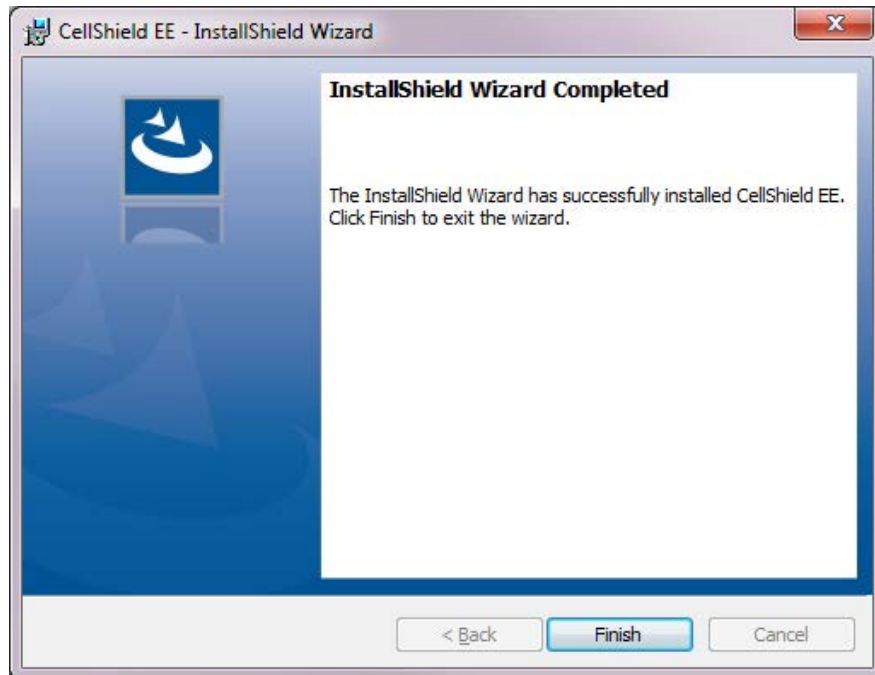 CellShield EE - InstallShield Wizard
InstallShield Wizard Completed
The InstallShield Wizard has successfully installed CellShield EE.
Click Finish to exit the wizard.
< Back
Finish
Cancel